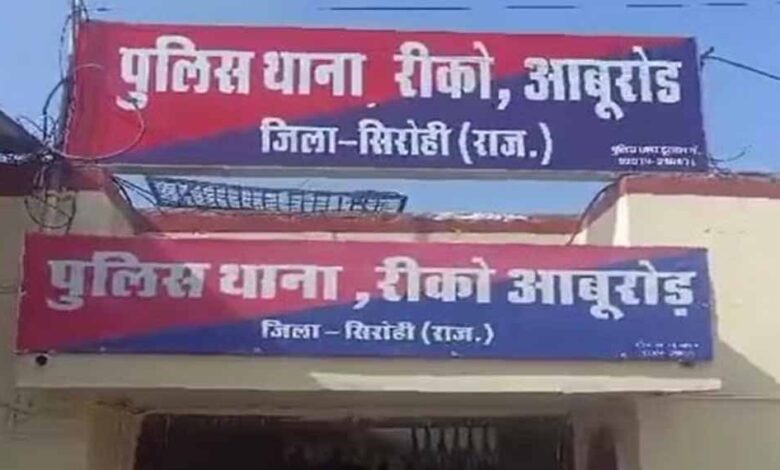 पुलिस थाना, रीको, आबूरोड
जिला-सिरोही (राज.)
पुलिस थाना, रीको आबूरोड़
जिला - सिरोही (राज.)